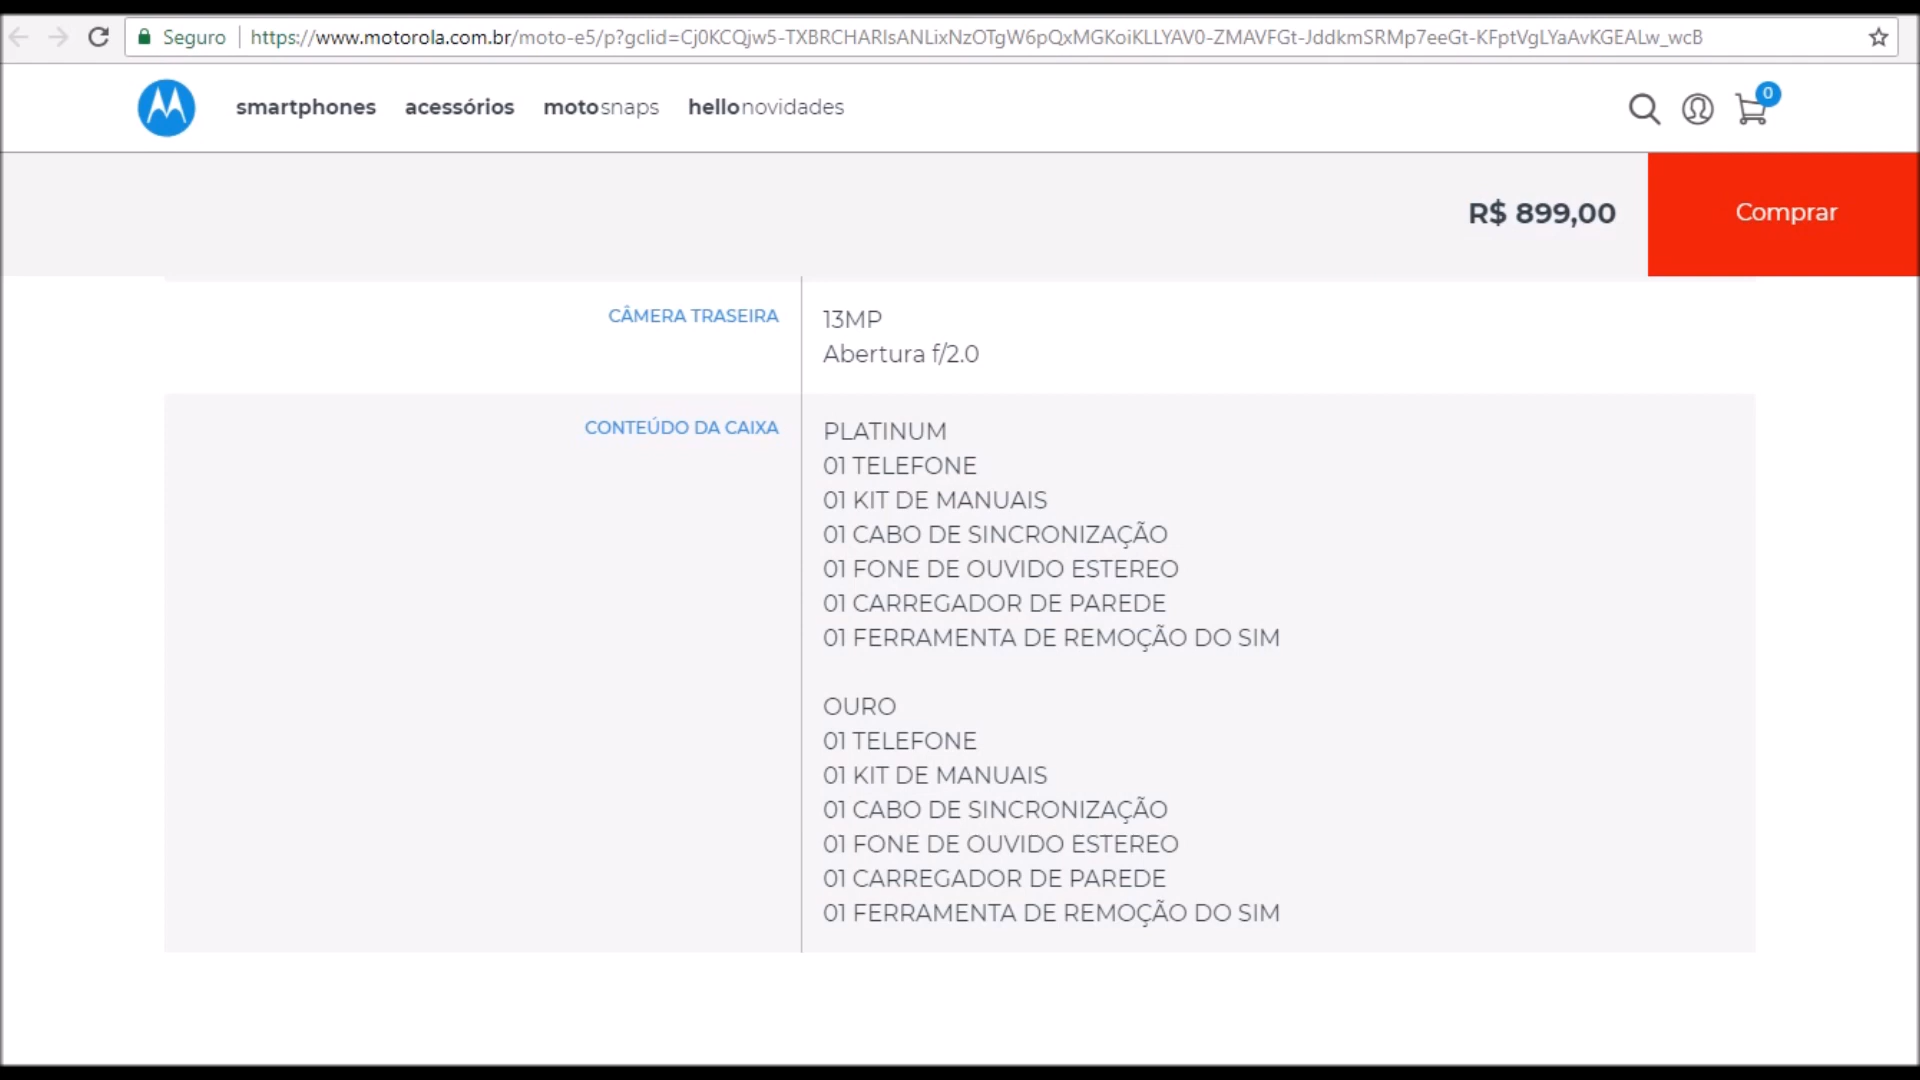 Seguro https://www.motorola.com.br/moto-e5/p?gclid=Cj0KCQjw5-TXBRCHARIsANLixNzOTgW6pQxMGKoiKLLYAV0-ZMAVFGt-JddkmSRMp7eeGt-KFptVgLYaAvKGEALw_wcB
smartphones acessórios motosnaps hellonovidades 0
R$ 899,00 Comprar
CÂMERA TRASEIRA 13MP
Abertura f/2.0
CONTEÚDO DA CAIXA PLATINUM
01 TELEFONE
01 KIT DE MANUAIS
01 CABO DE SINCRONIZAÇÃO
01 FONE DE OUVIDO ESTEREO
01 CARREGADOR DE PAREDE
01 FERRAMENTA DE REMOÇÃO DO SIM
OURO
01 TELEFONE
01 KIT DE MANUAIS
01 CABO DE SINCRONIZAÇÃO
01 FONE DE OUVIDO ESTEREO
01 CARREGADOR DE PAREDE
01 FERRAMENTA DE REMOÇÃO DO SIM